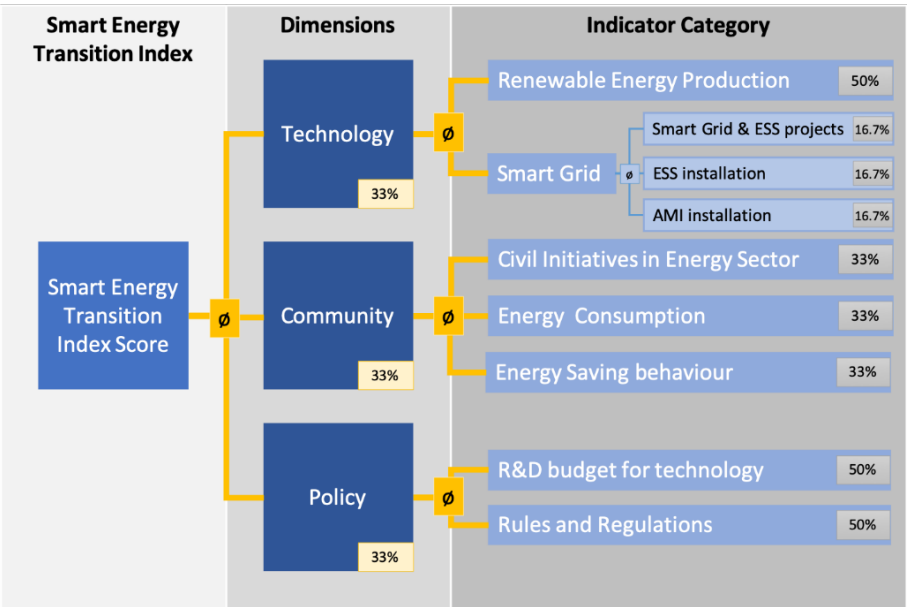 Smart Energy
Transition Index
Dimensions
Indicator Category
Smart Energy
Transition
Index Score
Ø
Technology
33%
Ø
Renewable Energy Production
50%
Smart Grid
ø
Smart Grid & ESS projects
16.7%
ESS installation
16.7%
AMI installation
16.7%
Community
33%
Ø
Civil Initiatives in Energy Sector
33%
Energy Consumption
33%
Energy Saving behaviour
33%
Policy
33%
Ø
R&D budget for technology
50%
Rules and Regulations
50%